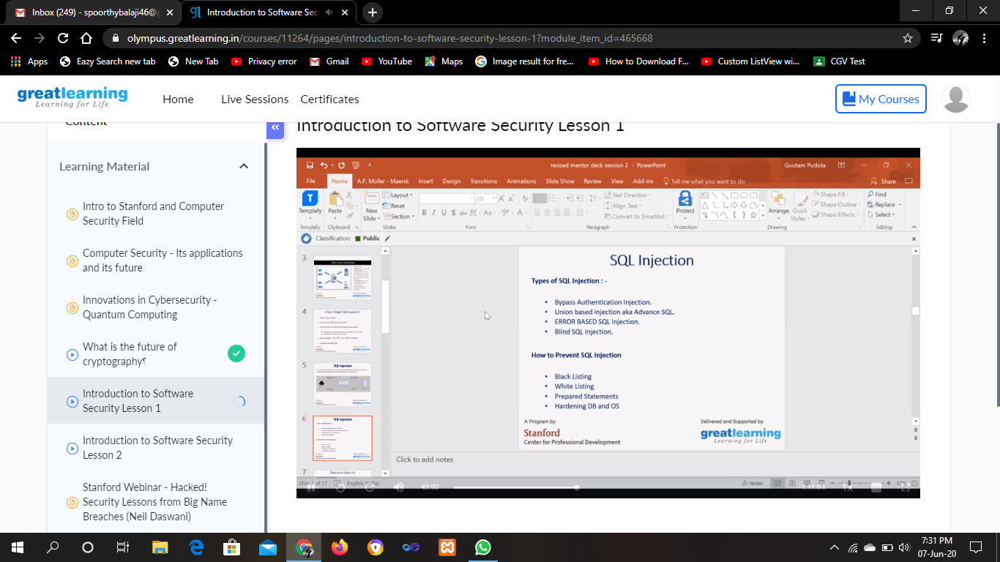 Inbox (249) - spoorthybalaji46@g
Introduction to Software Sec
olympus.greatlearning.in/courses/11264/pages/introduction-to-software-security-lesson-1?module_item_id=465668
Apps
Eazy Search new tab
New Tab
Privacy error
Gmail
YouTube
Maps
Image result for fre...
How to Download F...
Custom ListView wi...
CGV Test
greatlearning
Learning for Life
Home
Live Sessions
Certificates
My Courses
Content
Introduction to Software Security Lesson 1
Learning Material
Intro to Stanford and Computer
Security Field
Computer Security - Its applications
and its future
Innovations in Cybersecurity -
Quantum Computing
What is the future of
cryptography?
Introduction to Software
Security Lesson 1
Introduction to Software Security
Lesson 2
Stanford Webinar - Hacked!
Security Lessons from Big Name
Breaches (Neil Daswani)
revised mentor deck session 2 - PowerPoint
Goutam Pudota
File
Home
A.P. Moller - Maersk
Insert
Design
Transitions
Animations
Slide Show
Review
View
Add-ins
Tell me what you want to do
Share
Templafy
Paste
New
Slide
Layout
Reset
Section
20
Text Direction
Align Text
Convert to SmartArt
Protect
Arrange
Quick
Styles
Shape Fill
Shape Outline
Shape Effects
Find
Replace
Select
Templafy
Clipboard
Slides
Font
Paragraph
Protection
Drawing
Editing
Classification:
Public
3
4
Client State Manipulation
5
SQL Injection
6
SQL Injection
7
Password Security
SQL Injection
Types of SQL Injection : -
• Bypass Authentication Injection.
• Union based injection aka Advance SQL.
• ERROR BASED SQL Injection.
• Blind SQL Injection.
How to Prevent SQL Injection
• Black Listing
• White Listing
• Prepared Statements
• Hardening DB and OS
A Program by:
Stanford
Center for Professional Development
Delivered and Supported by:
greatlearning
Learning for Life
Click to add notes
Slide 6 of 17
English (India)
42:02
Notes
-1:11:03
1x
57%
7:31 PM
07-Jun-20